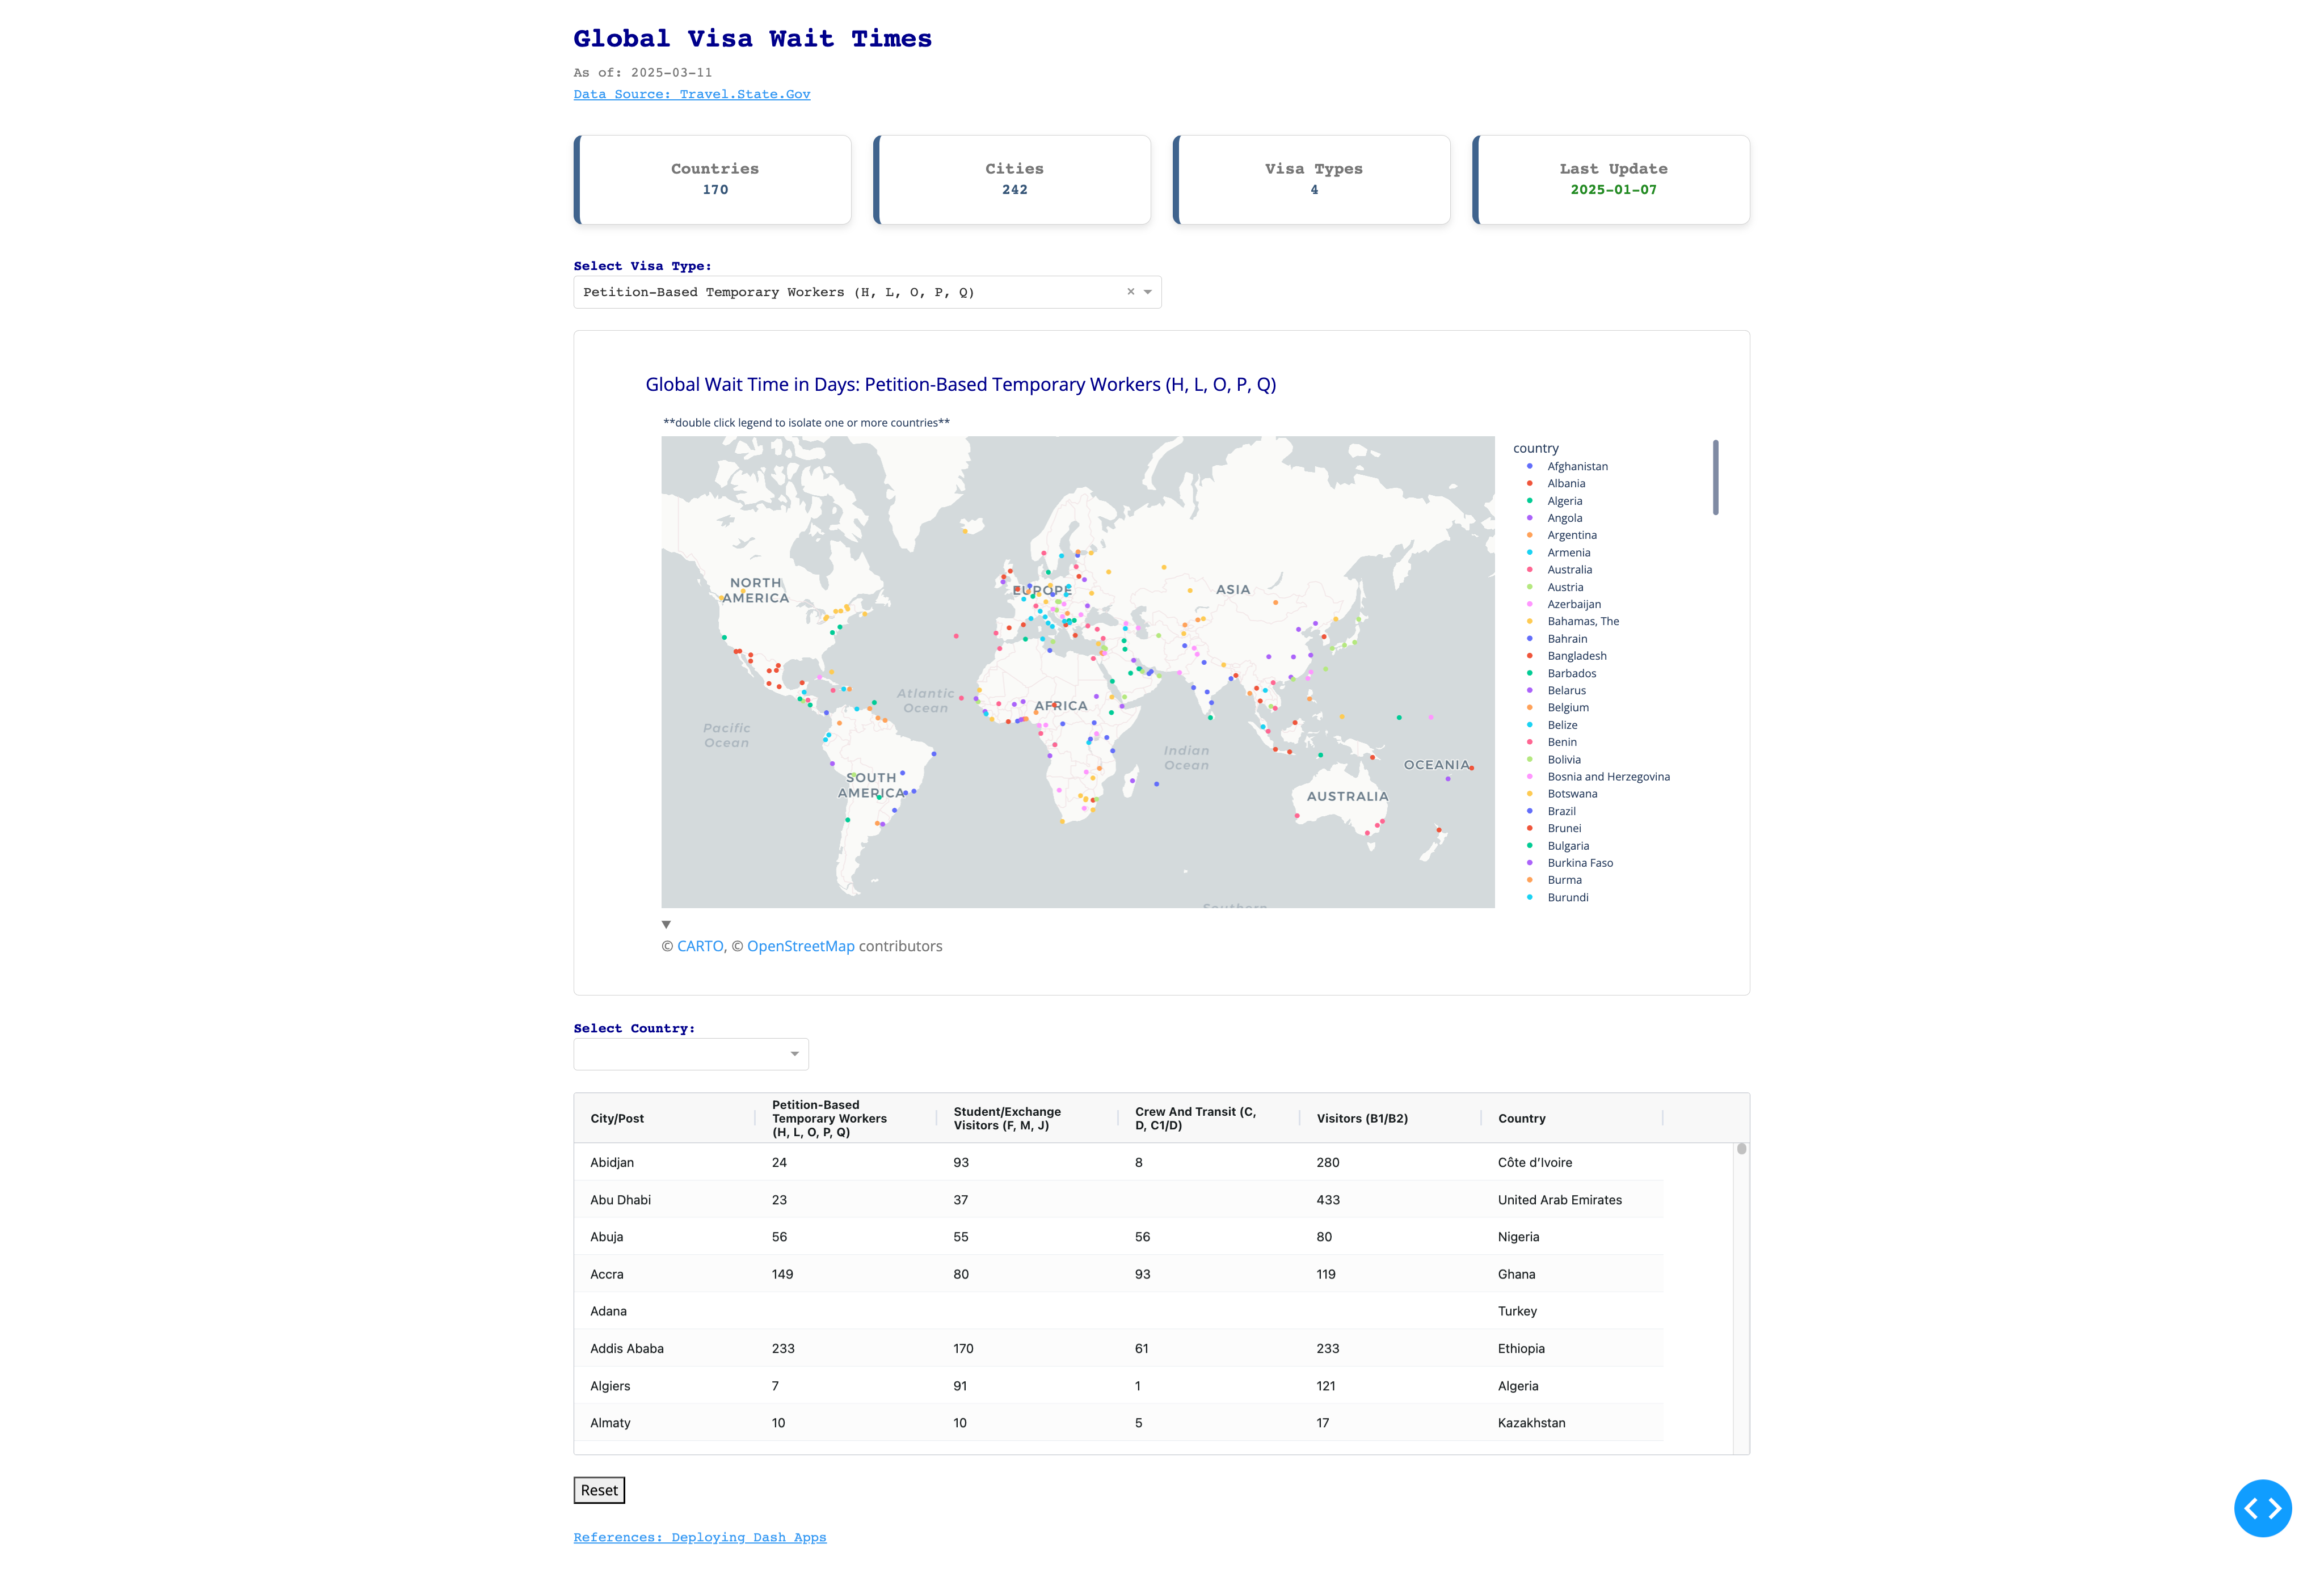 Global Visa Wait Times
As of: 2025-03-11
Data Source: Travel.State.Gov
Countries
170
Cities
242
Visa Types
4
Last Update
2025-01-07
Select Visa Type:
Petition-Based Temporary Workers (H, L, O, P, Q)
×
Global Wait Time in Days: Petition-Based Temporary Workers (H, L, O, P, Q)
**double click legend to isolate one or more countries**
NORTH
AMERICA
EUROPE
ASIA
Atlantic
Ocean
AFRICA
Pacific
Ocean
Indian
Ocean
OCEANIA
SOUTH
AMERICA
AUSTRALIA
Southern
country
Afghanistan
Albania
Algeria
Angola
Argentina
Armenia
Australia
Austria
Azerbaijan
Bahamas, The
Bahrain
Bangladesh
Barbados
Belarus
Belgium
Belize
Benin
Bolivia
Bosnia and Herzegovina
Botswana
Brazil
Brunei
Bulgaria
Burkina Faso
Burma
Burundi
© CARTO, © OpenStreetMap contributors
Select Country:
City/Post
Petition-Based
Temporary Workers
(H, L, O, P, Q)
Student/Exchange
Visitors (F, M, J)
Crew And Transit (C,
D, C1/D)
Visitors (B1/B2)
Country
Abidjan 24 93 8 280 Côte d’Ivoire
Abu Dhabi 23 37 433 United Arab Emirates
Abuja 56 55 56 80 Nigeria
Accra 149 80 93 119 Ghana
Adana Turkey
Addis Ababa 233 170 61 233 Ethiopia
Algiers 7 91 1 121 Algeria
Almaty 10 10 5 17 Kazakhstan
Reset
References: Deploying Dash Apps